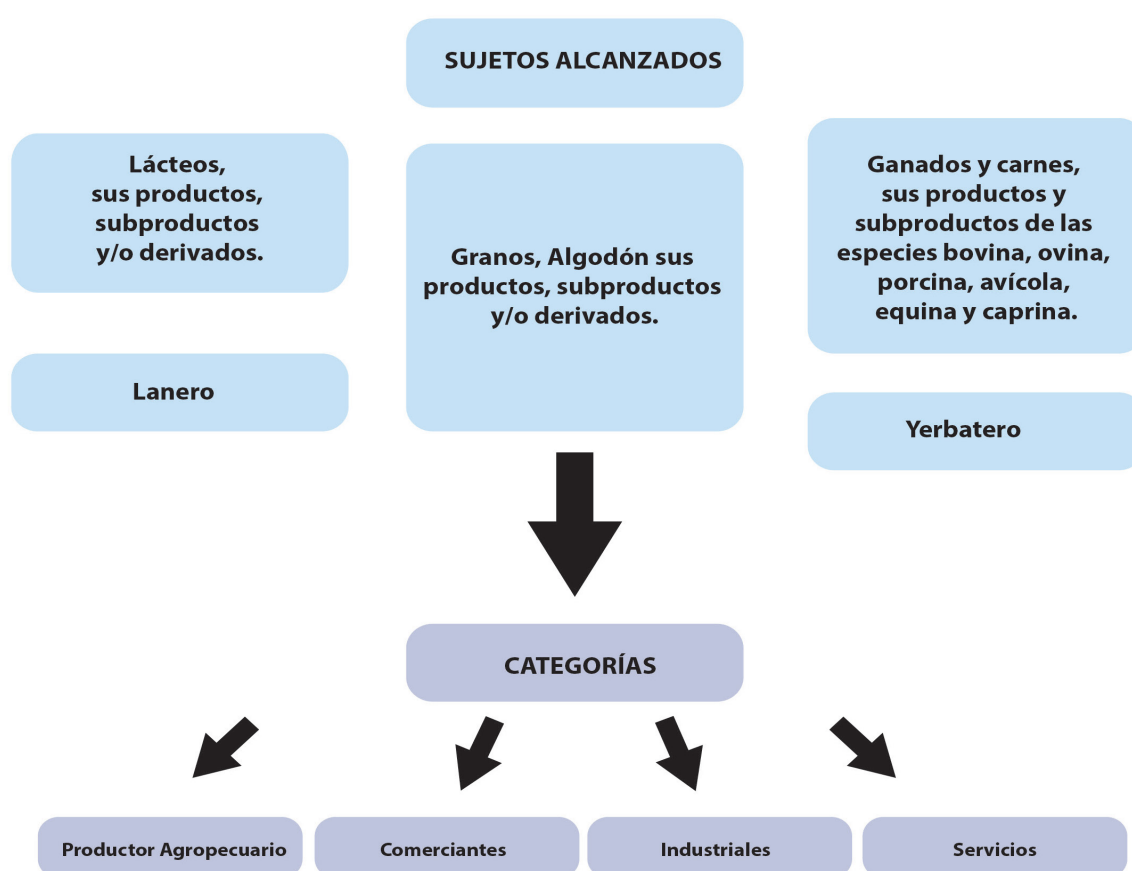 SUJETOS ALCANZADOS
Lácteos,
sus productos,
subproductos
y/o derivados.
Granos, Algodón sus
productos, subproductos
y/o derivados.
Ganados y carnes,
sus productos y
subproductos de las
especies bovina, ovina,
porcina, avícola,
equina y caprina.
Lanero
Yerbatero
CATEGORÍAS
Productor Agropecuario
Comerciantes
Industriales
Servicios